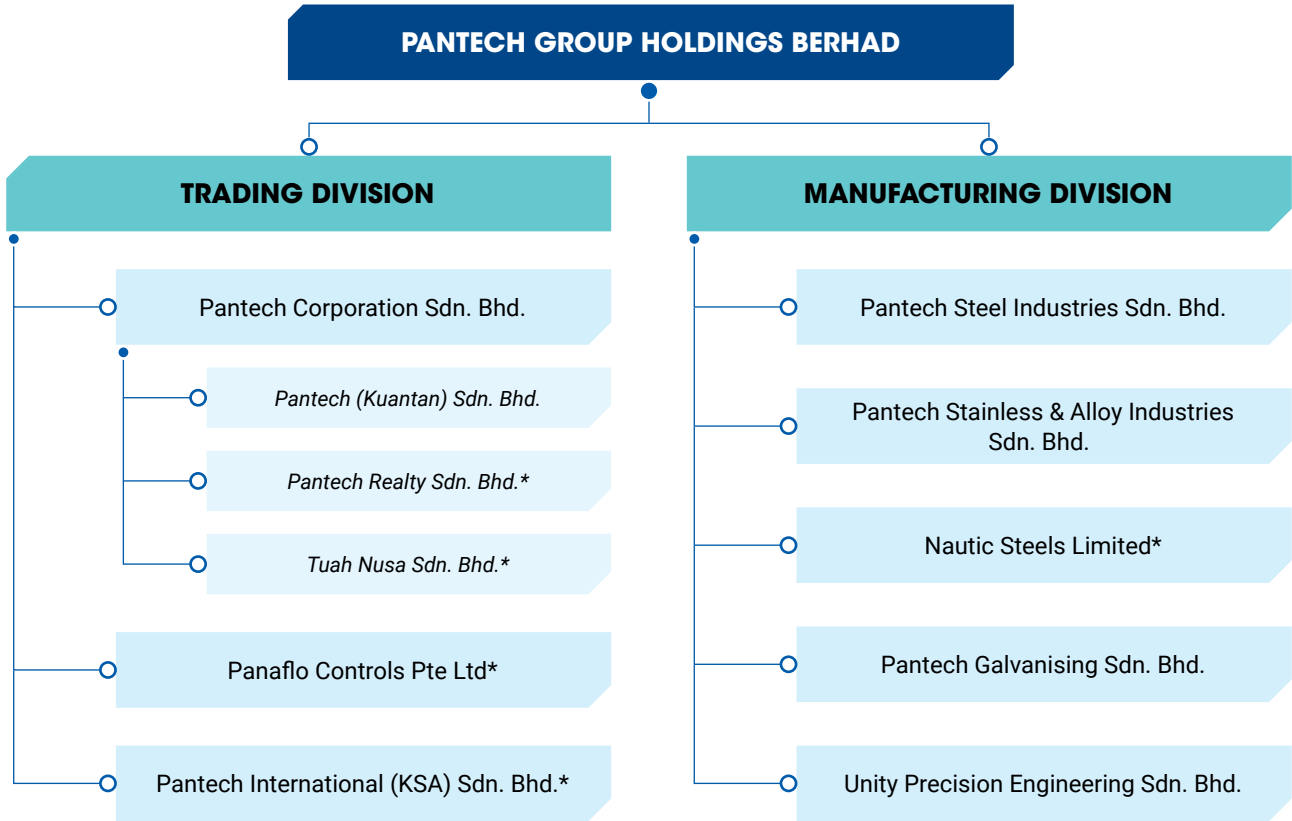 PANTECH GROUP HOLDINGS BERHAD
TRADING DIVISION
Pantech Corporation Sdn. Bhd.
Pantech (Kuantan) Sdn. Bhd.
Pantech Realty Sdn. Bhd.*
Tuah Nusa Sdn. Bhd.*
Panaflo Controls Pte Ltd*
Pantech International (KSA) Sdn. Bhd.*
MANUFACTURING DIVISION
Pantech Steel Industries Sdn. Bhd.
Pantech Stainless & Alloy Industries
Sdn. Bhd.
Nautic Steels Limited*
Pantech Galvanising Sdn. Bhd.
Unity Precision Engineering Sdn. Bhd.